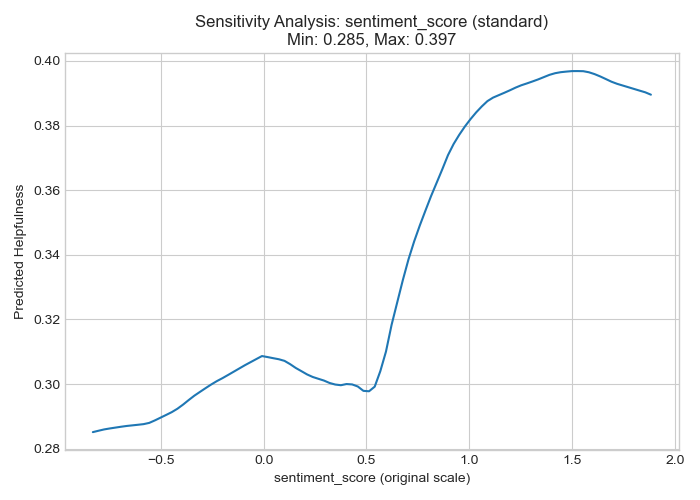 Sensitivity Analysis: sentiment_score (standard)
Min: 0.285, Max: 0.397
Predicted Helpfulness
0.40
0.38
0.36
0.34
0.32
0.30
0.28
−0.5 0.0 0.5 1.0 1.5 2.0
sentiment_score (original scale)